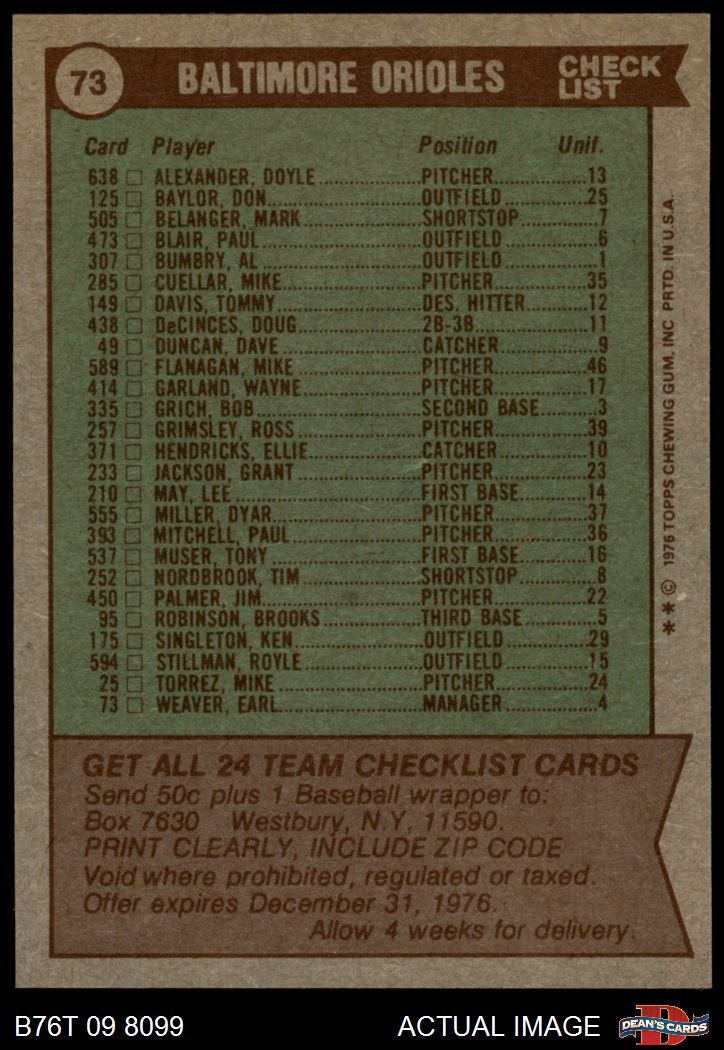 73 BALTIMORE ORIOLES CHECK LIST
Card Player Position Unif.
638 □ ALEXANDER, DOYLE PITCHER 13
125 □ BAYLOR, DON OUTFIELD 25
505 □ BELANGER, MARK SHORTSTOP 7
473 □ BLAIR, PAUL OUTFIELD 6
307 □ BUMBRY, AL OUTFIELD 1
285 □ CUELLAR, MIKE PITCHER 35
149 □ DAVIS, TOMMY DES. HITTER 12
438 □ DeCINCES, DOUG 2B-3B 11
49 □ DUNCAN, DAVE CATCHER 9
589 □ FLANAGAN, MIKE PITCHER 46
414 □ GARLAND, WAYNE PITCHER 17
335 □ GRICH, BOB SECOND BASE 3
257 □ GRIMSLEY, ROSS PITCHER 39
371 □ HENDRICKS, ELLIE CATCHER 10
233 □ JACKSON, GRANT PITCHER 23
210 □ MAY, LEE FIRST BASE 14
555 □ MILLER, DYAR PITCHER 37
393 □ MITCHELL, PAUL PITCHER 36
537 □ MUSER, TONY FIRST BASE 16
252 □ NORDBROOK, TIM SHORTSTOP 8
450 □ PALMER, JIM PITCHER 22
95 □ ROBINSON, BROOKS THIRD BASE 5
175 □ SINGLETON, KEN OUTFIELD 29
594 □ STILLMAN, ROYLE OUTFIELD 15
25 □ TORREZ, MIKE PITCHER 24
73 □ WEAVER, EARL MANAGER 4
** © 1976 TOPPS CHEWING GUM, INC PRTD. IN U.S.A.
GET ALL 24 TEAM CHECKLIST CARDS
Send 50c plus 1 Baseball wrapper to:
Box 7630 Westbury, N.Y. 11590.
PRINT CLEARLY, INCLUDE ZIP CODE
Void where prohibited, regulated or taxed.
Offer expires December 31, 1976.
Allow 4 weeks for delivery.
B76T 09 8099 ACTUAL IMAGE D DEAN'S CARDS